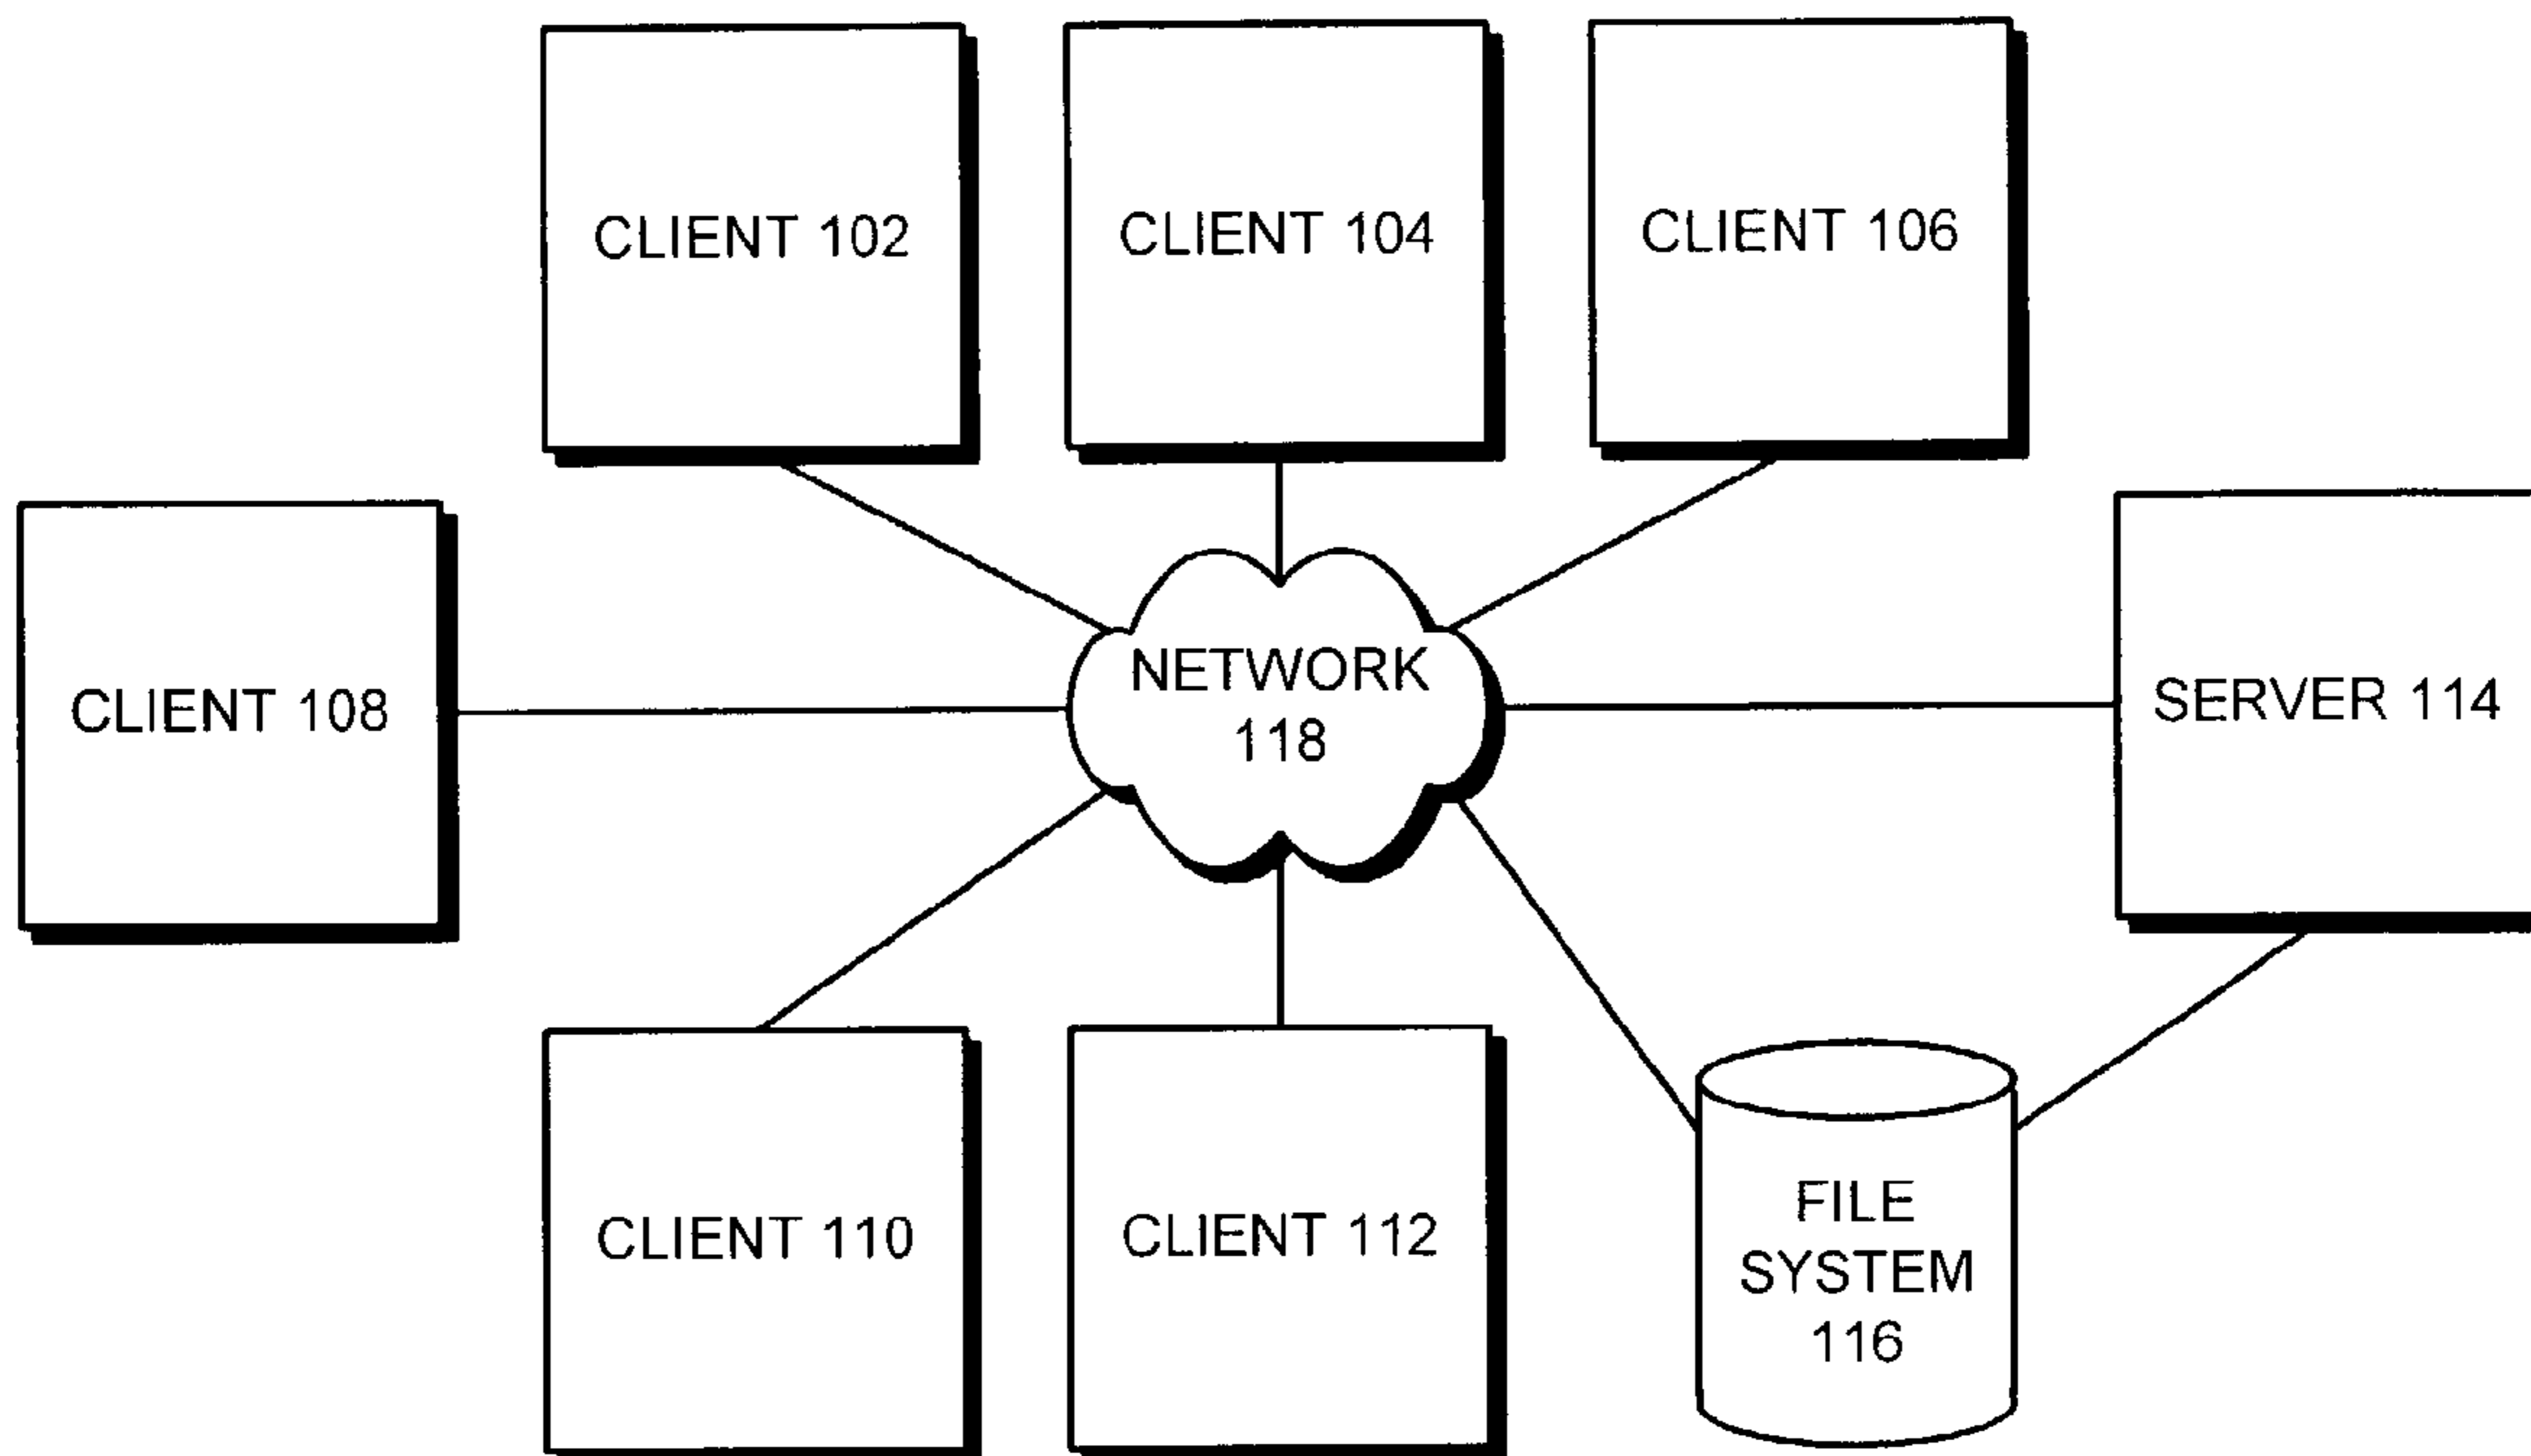 CLIENT 102
CLIENT 104
CLIENT 106
CLIENT 108
NETWORK
118
SERVER 114
CLIENT 110
CLIENT 112
FILE
SYSTEM
116